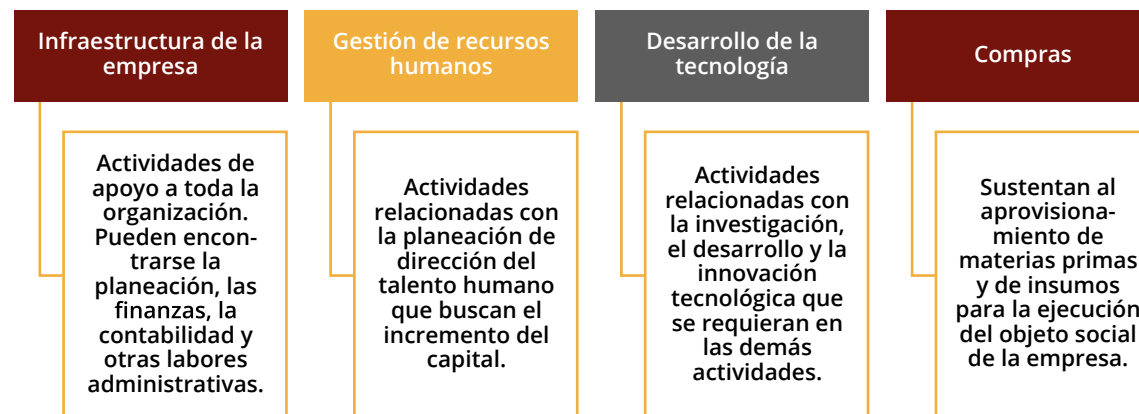 Infraestructura de la
empresa
Actividades de
apoyo a toda la
organización.
Pueden encon-
trarse la
planeación, las
finanzas, la
contabilidad y
otras labores
administrativas.
Gestión de recursos
humanos
Actividades
relacionadas con
la planeación de
dirección del
talento humano
que buscan el
incremento del
capital.
Desarrollo de la
tecnología
Actividades
relacionadas con
la investigación,
el desarrollo y la
innovación
tecnológica que
se requieran en
las demás
actividades.
Compras
Sustentan al
aprovisiona-
miento de
materias primas
y de insumos
para la ejecución
del objeto social
de la empresa.